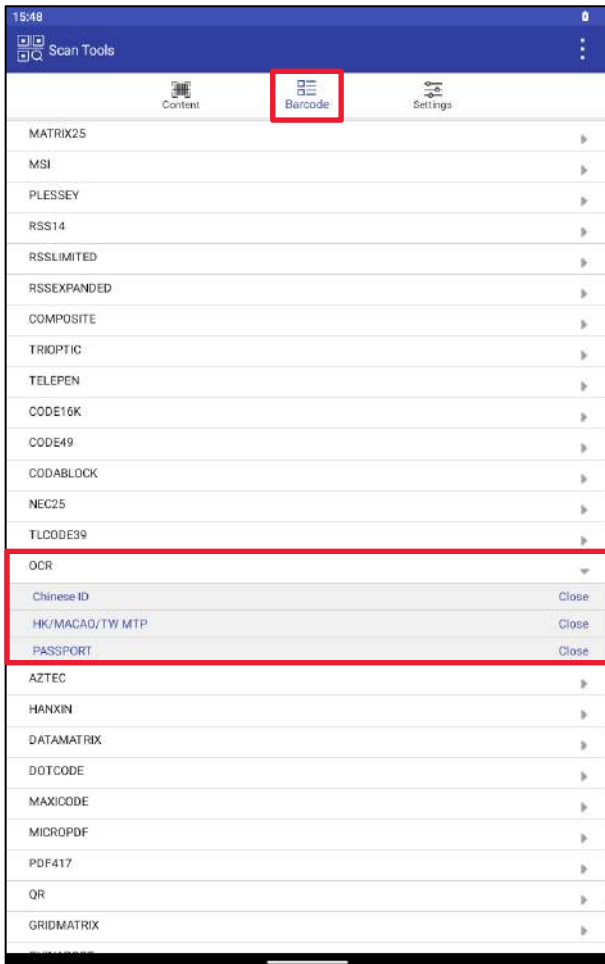 15:48
Scan Tools
Content Barcode Settings
MATRIX25
MSI
PLESSEY
RSS14
RSSLIMITED
RSSEXPANDED
COMPOSITE
TRIOPTIC
TELEPEN
CODE16K
CODE49
CODABLOCK
NEC25
TLCODE39
OCR
Chinese ID Close
HK/MACAO/TW MTP Close
PASSPORT Close
AZTEC
HANXIN
DATAMATRIX
DOTCODE
MAXICODE
MICROPDF
PDF417
QR
GRIDMATRIX